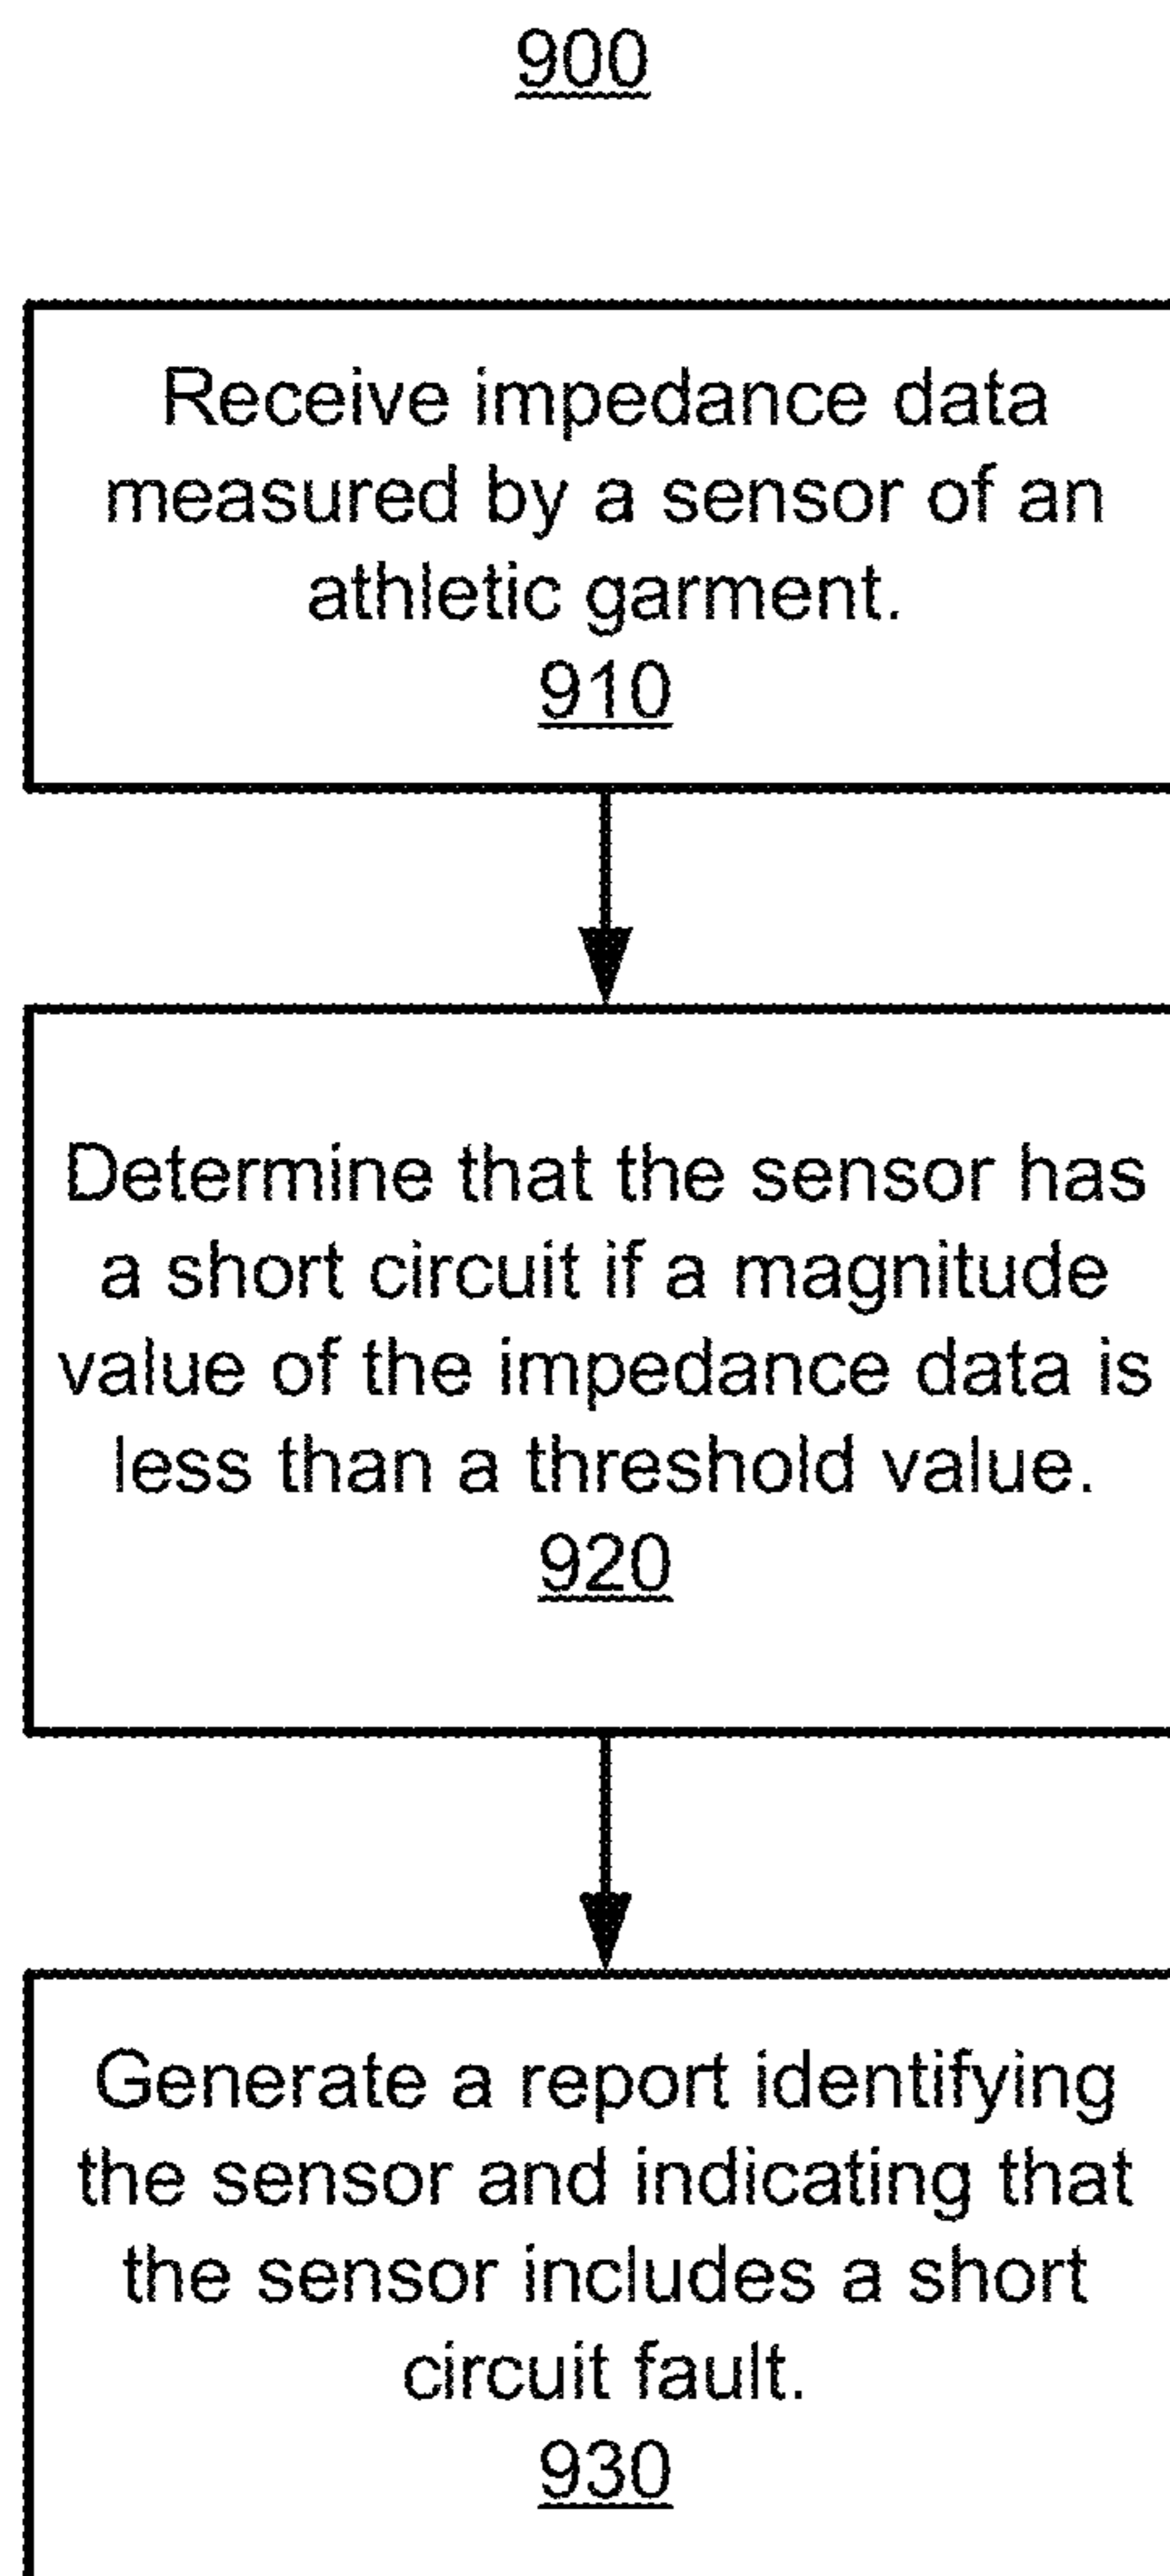 900
Receive impedance data
measured by a sensor of an
athletic garment.
910
Determine that the sensor has
a short circuit if a magnitude
value of the impedance data is
less than a threshold value.
920
Generate a report identifying
the sensor and indicating that
the sensor includes a short
circuit fault.
930